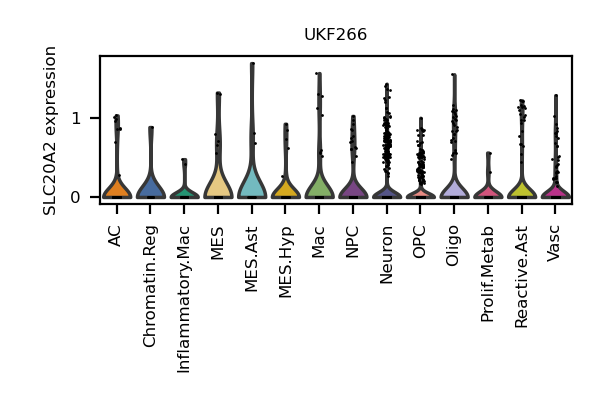 UKF266
SLC20A2 expression
1
0
AC
Chromatin.Reg
Inflammatory.Mac
MES
MES.Ast
MES.Hyp
Mac
NPC
Neuron
OPC
Oligo
Prolif.Metab
Reactive.Ast
Vasc